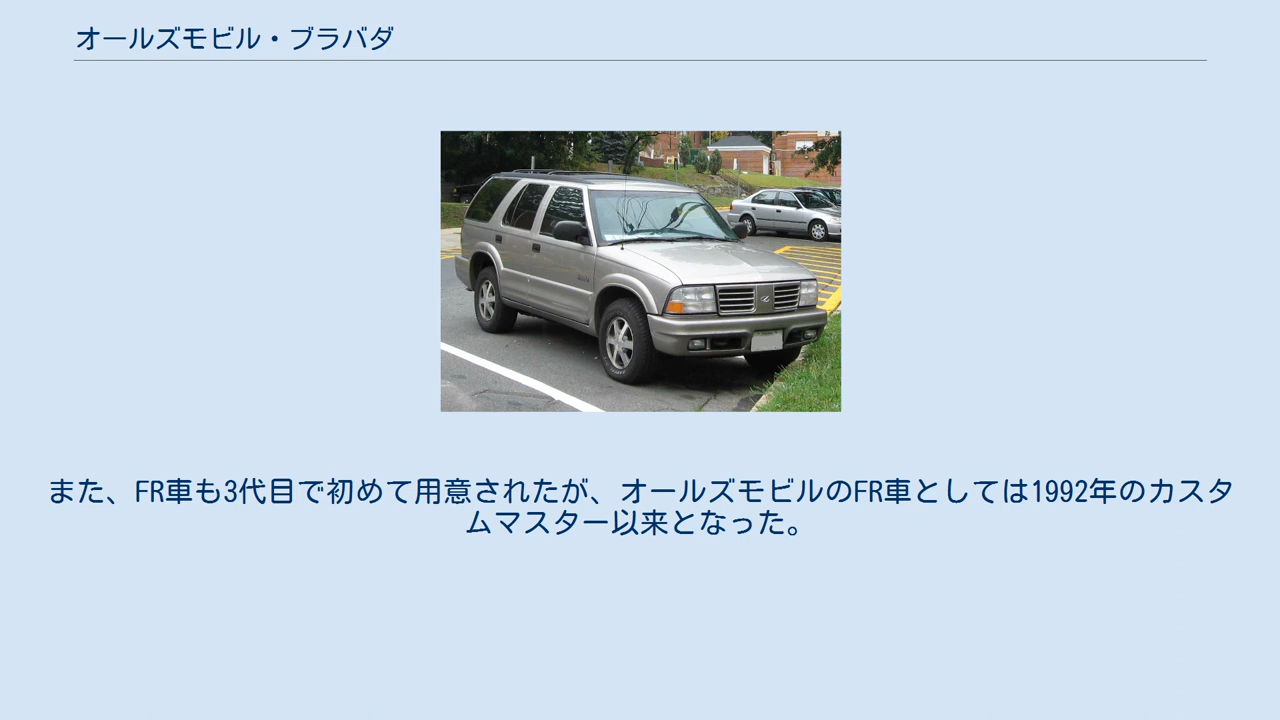 オールズモビル・ブラバダ
また、FR車も3代目で初めて用意されたが、オールズモビルのFR車としては1992年のカスタ
ムマスター以来となった。